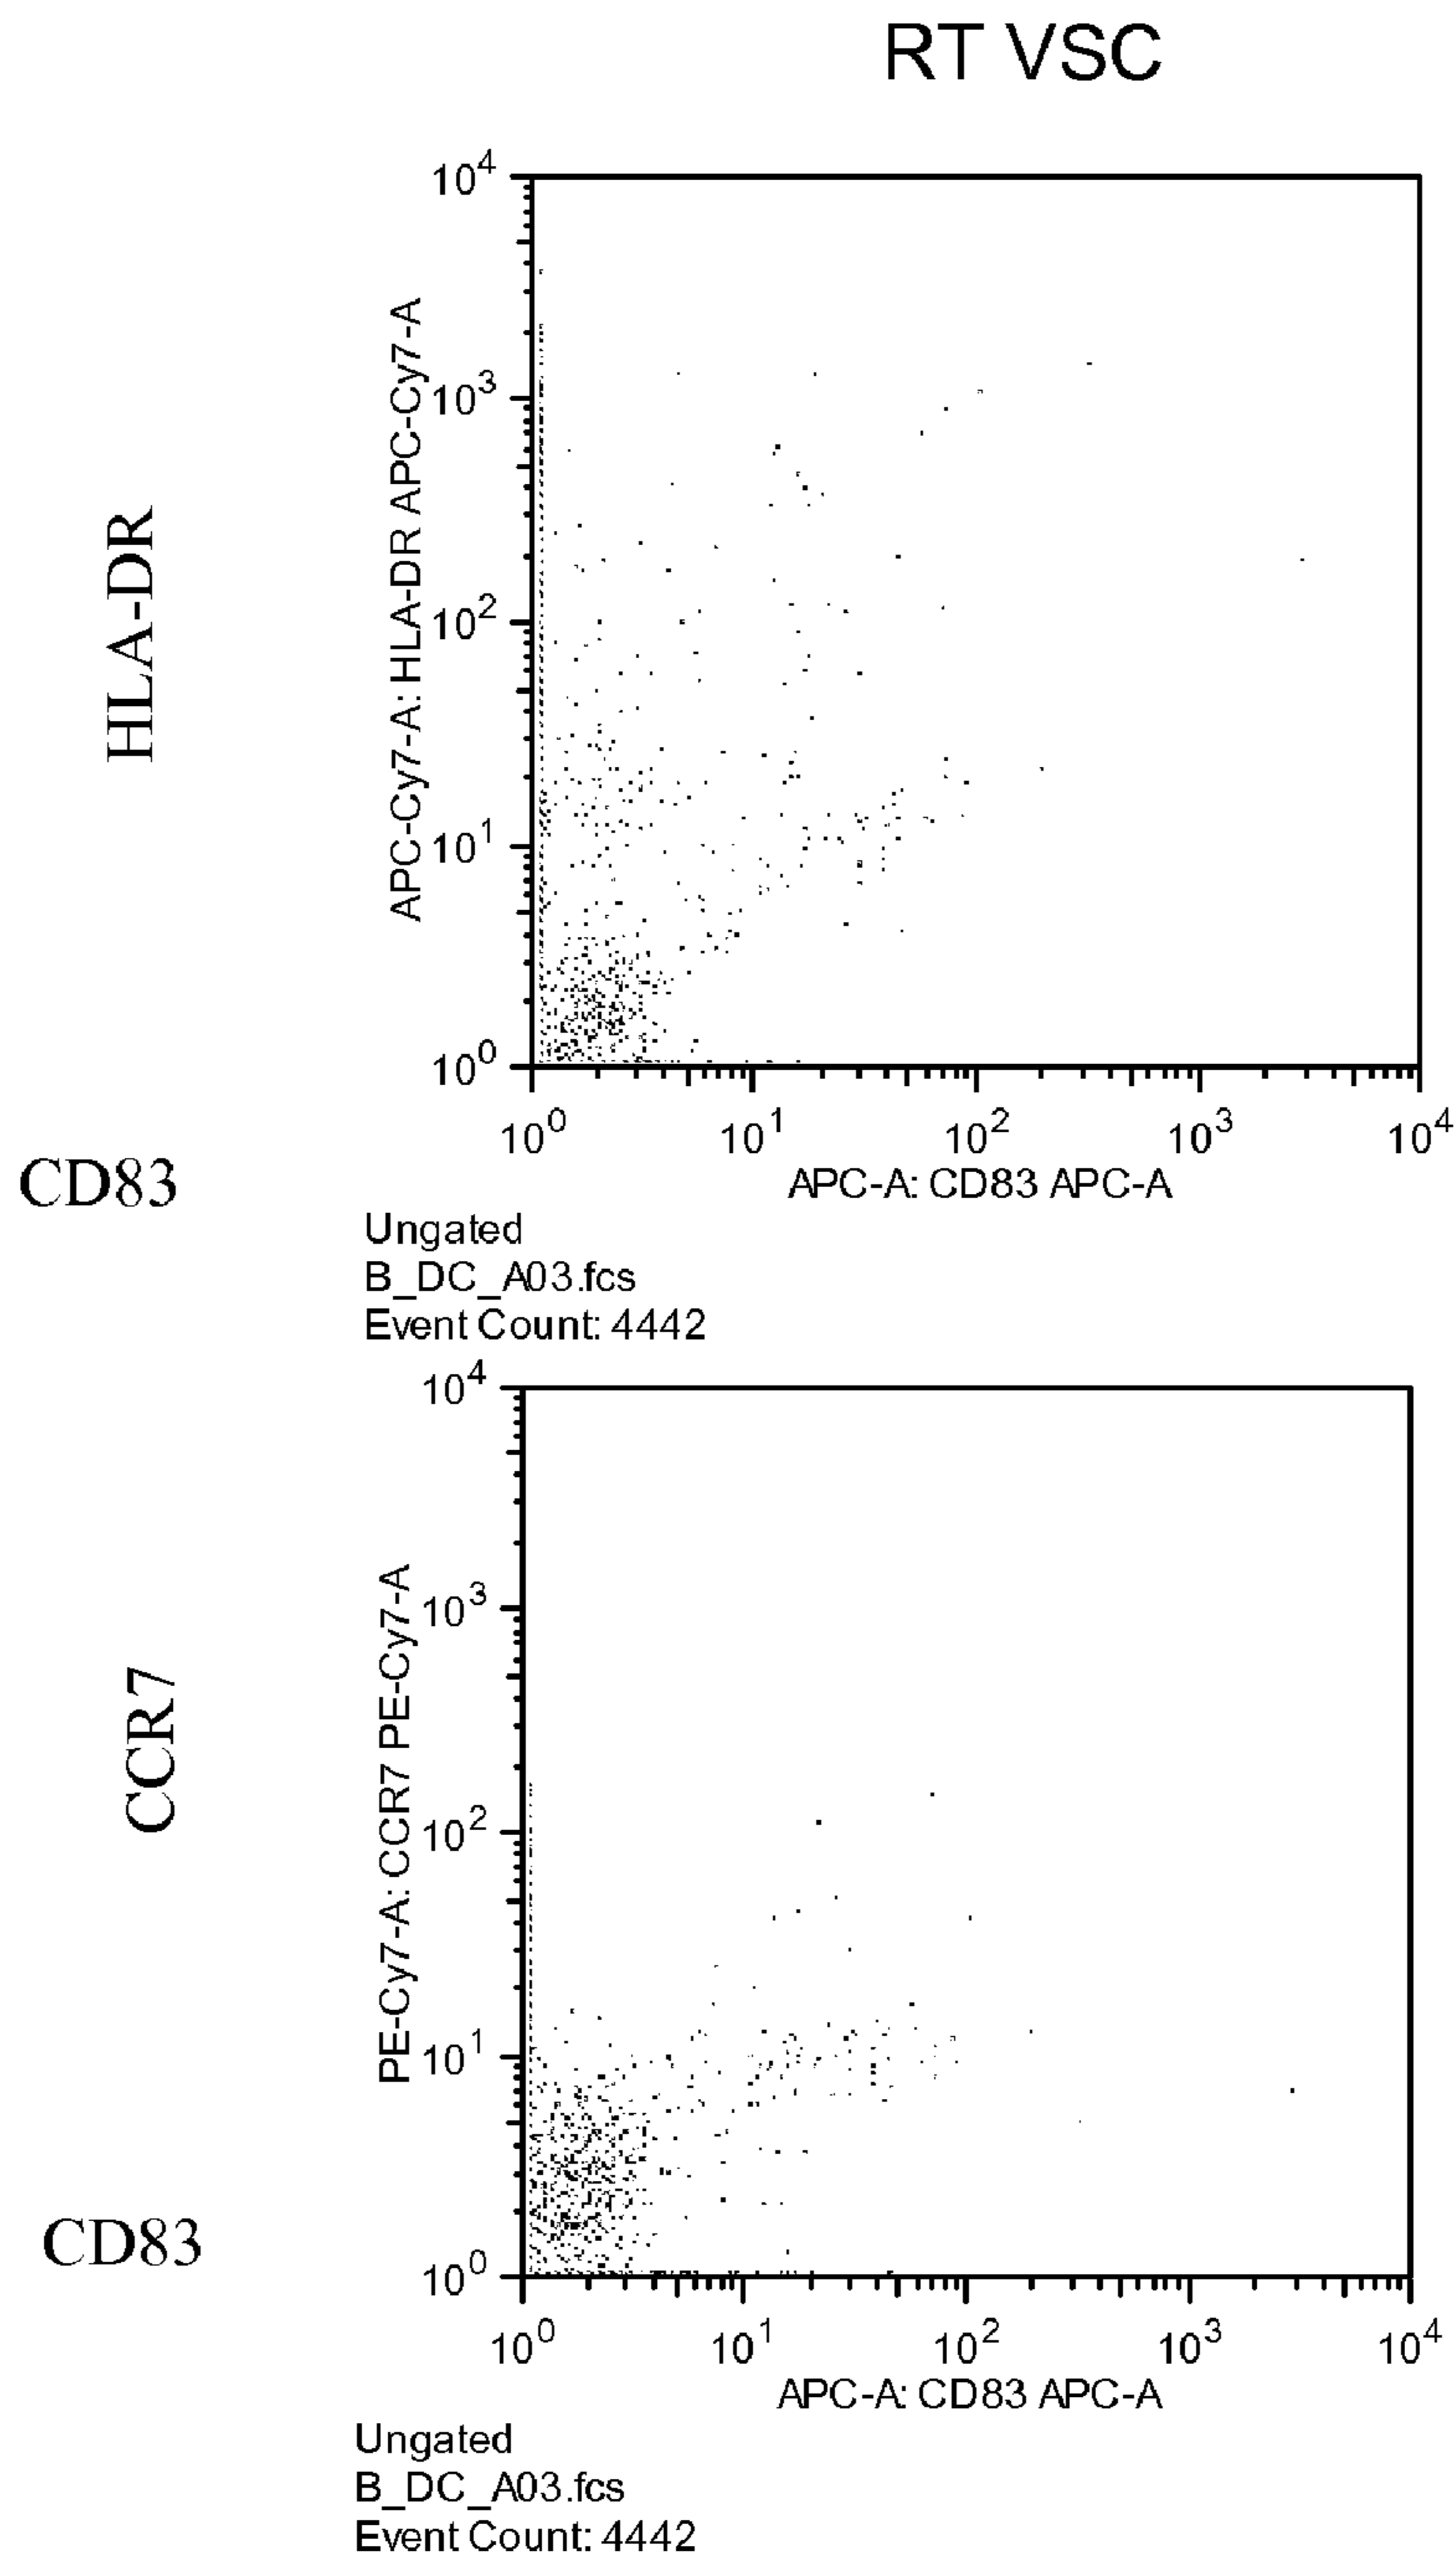 RT VSC
HLA-DR
APC-Cy7-A: HLA-DR APC-Cy7-A
10^4
10^3
10^2
10^1
10^0
10^0 10^1 10^2 10^3 10^4
CD83
APC-A: CD83 APC-A
Ungated
B_DC_A03.fcs
Event Count: 4442
CCR7
PE-Cy7-A: CCR7 PE-Cy7-A
10^4
10^3
10^2
10^1
10^0
CD83
10^0 10^1 10^2 10^3 10^4
APC-A: CD83 APC-A
Ungated
B_DC_A03.fcs
Event Count: 4442